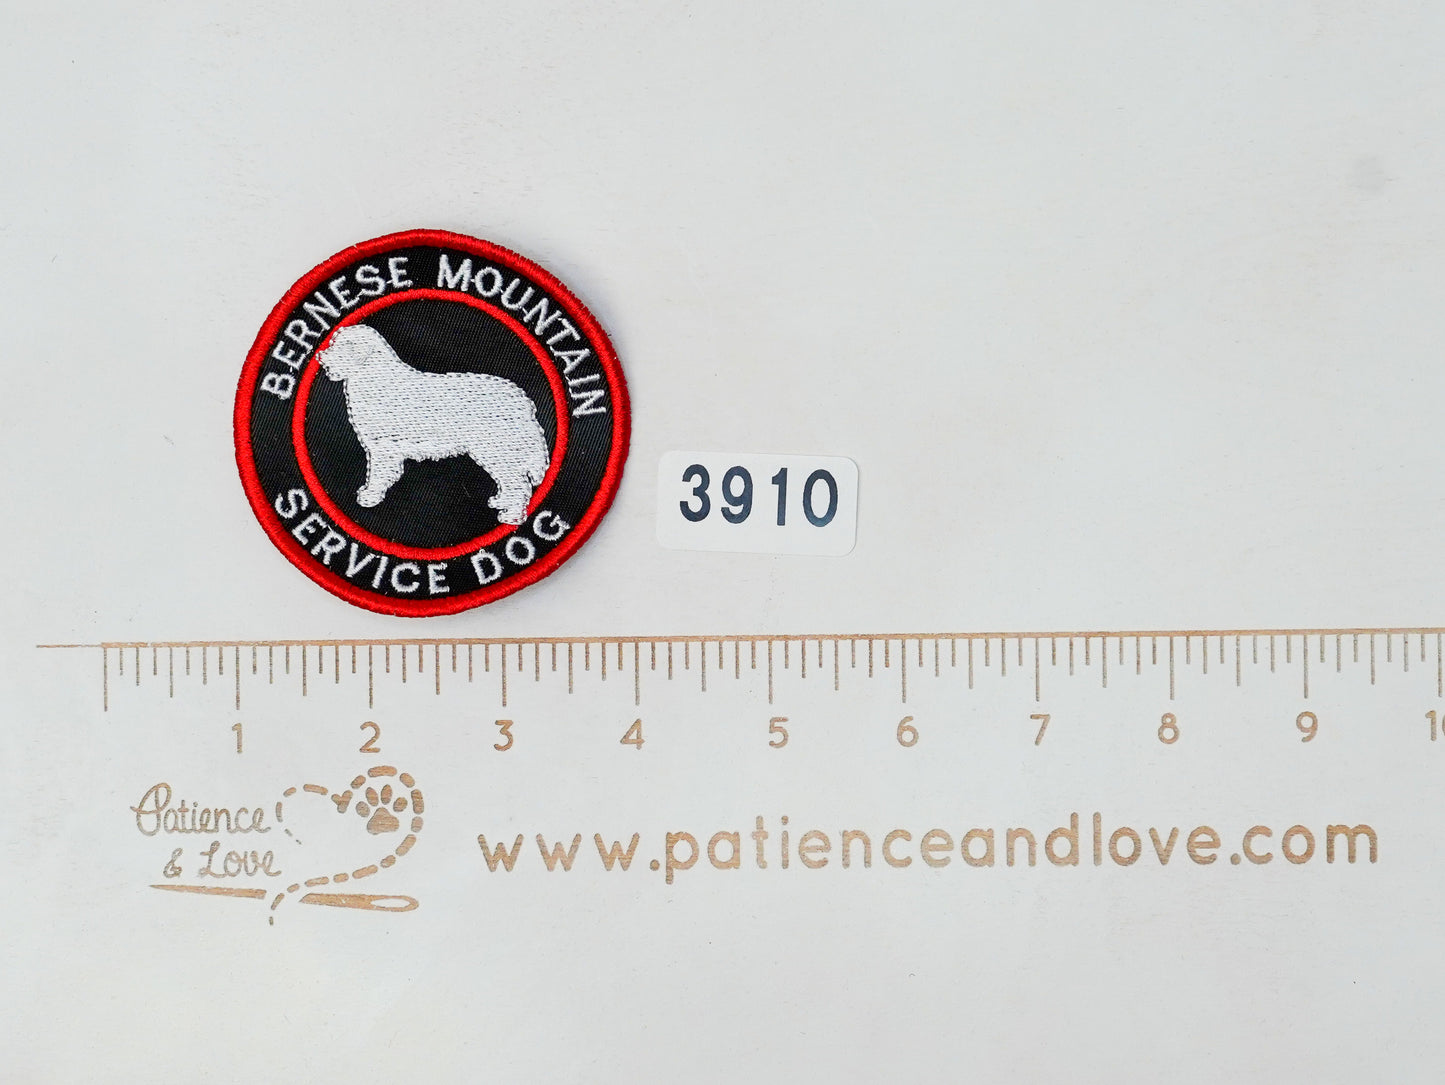 BERNESE MOUNTAIN
SERVICE DOG
3910
1 2 3 4 5 6 7 8 9 10
Patience
& Love
www.patienceandlove.com